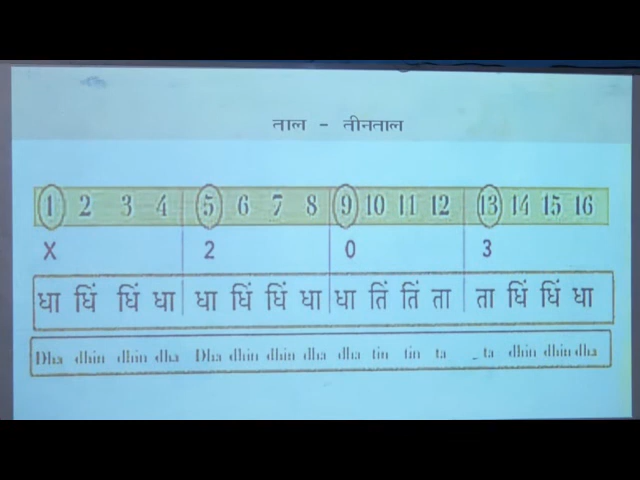 ताल - तीनताल
1 2 3 4 5 6 7 8 9 10 11 12 13 14 15 16
X 2 0 3
धा धिं धिं धा धा धिं धिं धा धा तिं तिं ता ता धिं धिं धा
Dha dhin dhin dha Dha dhin dhin dha dha tin tin ta _ ta dhin dhin dha